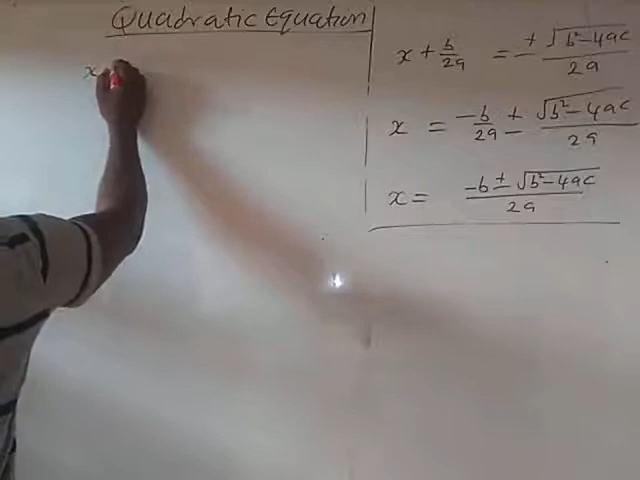 Quadratic Equation
x
x + b/2a = ± √b²-4ac / 2a
x = -b/2a ± √b²-4ac / 2a
x = -b ± √b²-4ac / 2a